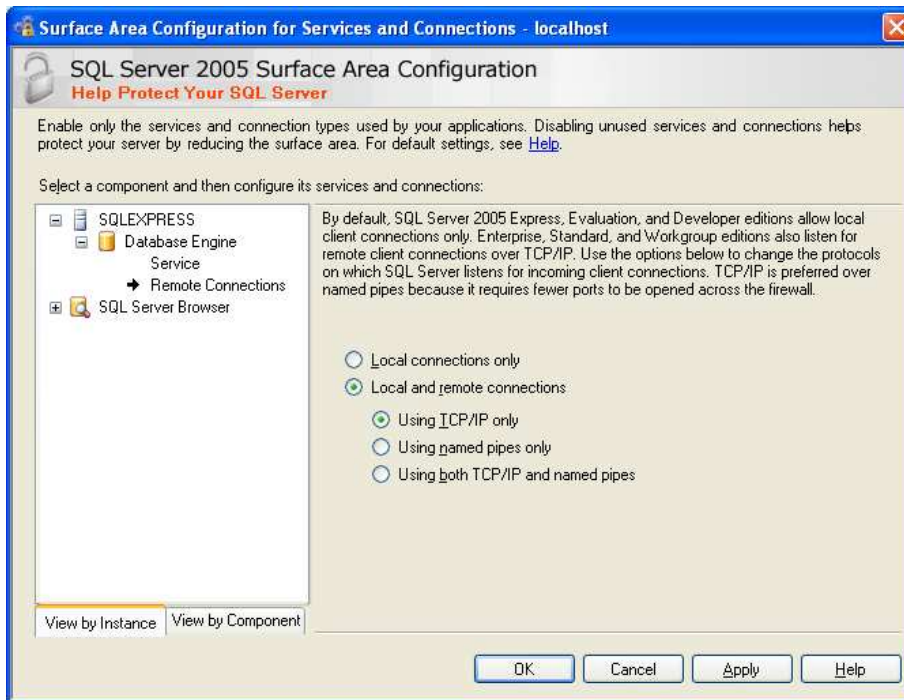 Surface Area Configuration for Services and Connections - localhost
SQL Server 2005 Surface Area Configuration
Help Protect Your SQL Server
Enable only the services and connection types used by your applications. Disabling unused services and connections helps
protect your server by reducing the surface area. For default settings, see Help.
Select a component and then configure its services and connections:
SQLEXPRESS
Database Engine
Service
Remote Connections
SQL Server Browser
View by Instance
View by Component
By default, SQL Server 2005 Express, Evaluation, and Developer editions allow local
client connections only. Enterprise, Standard, and Workgroup editions also listen for
remote client connections over TCP/IP. Use the options below to change the protocols
on which SQL Server listens for incoming client connections. TCP/IP is preferred over
named pipes because it requires fewer ports to be opened across the firewall.
Local connections only
Local and remote connections
Using TCP/IP only
Using named pipes only
Using both TCP/IP and named pipes
OK
Cancel
Apply
Help